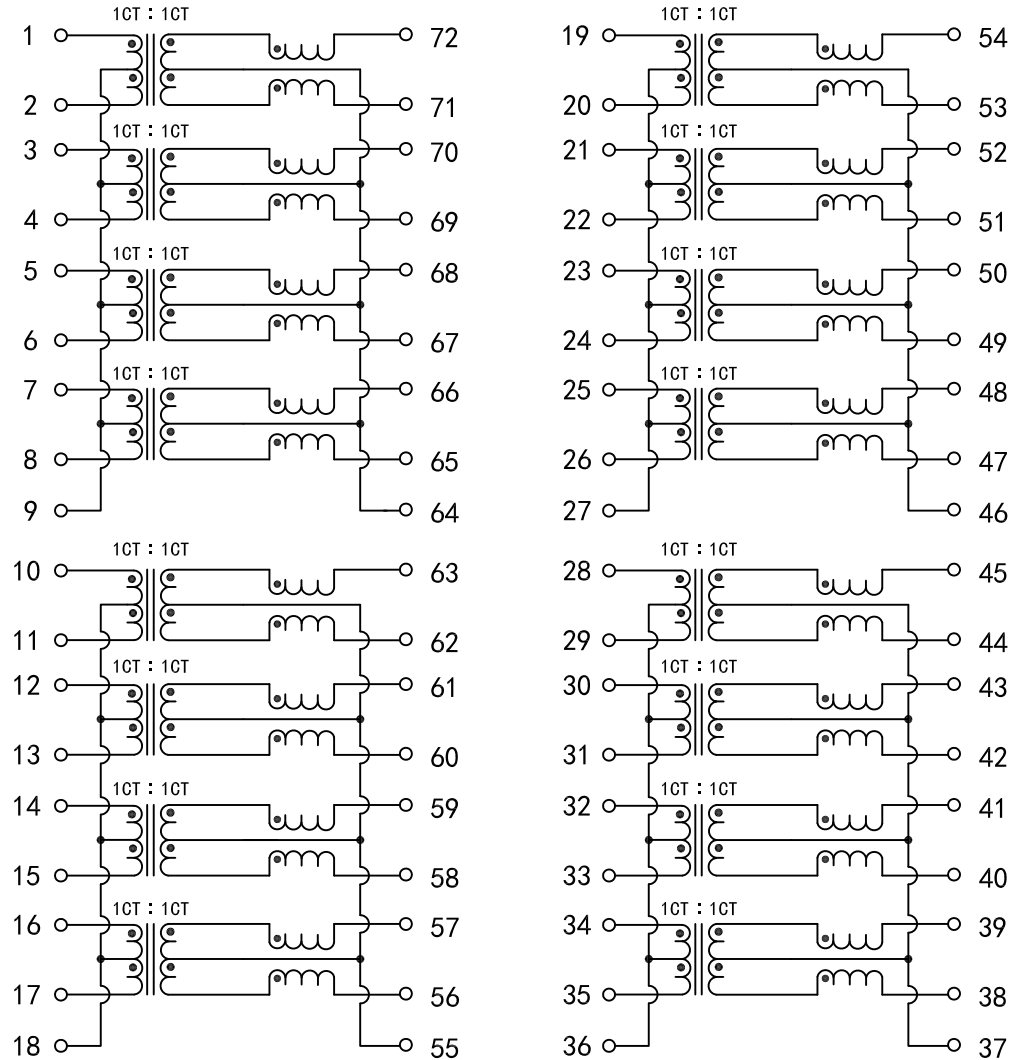 1CT : 1CT
1 72
2 71
1CT : 1CT
3 70
4 69
1CT : 1CT
5 68
6 67
1CT : 1CT
7 66
8 65
9 64
1CT : 1CT
10 63
11 62
1CT : 1CT
12 61
13 60
1CT : 1CT
14 59
15 58
1CT : 1CT
16 57
17 56
18 55
1CT : 1CT
19 54
20 53
1CT : 1CT
21 52
22 51
1CT : 1CT
23 50
24 49
1CT : 1CT
25 48
26 47
27 46
1CT : 1CT
28 45
29 44
1CT : 1CT
30 43
31 42
1CT : 1CT
32 41
33 40
1CT : 1CT
34 39
35 38
36 37